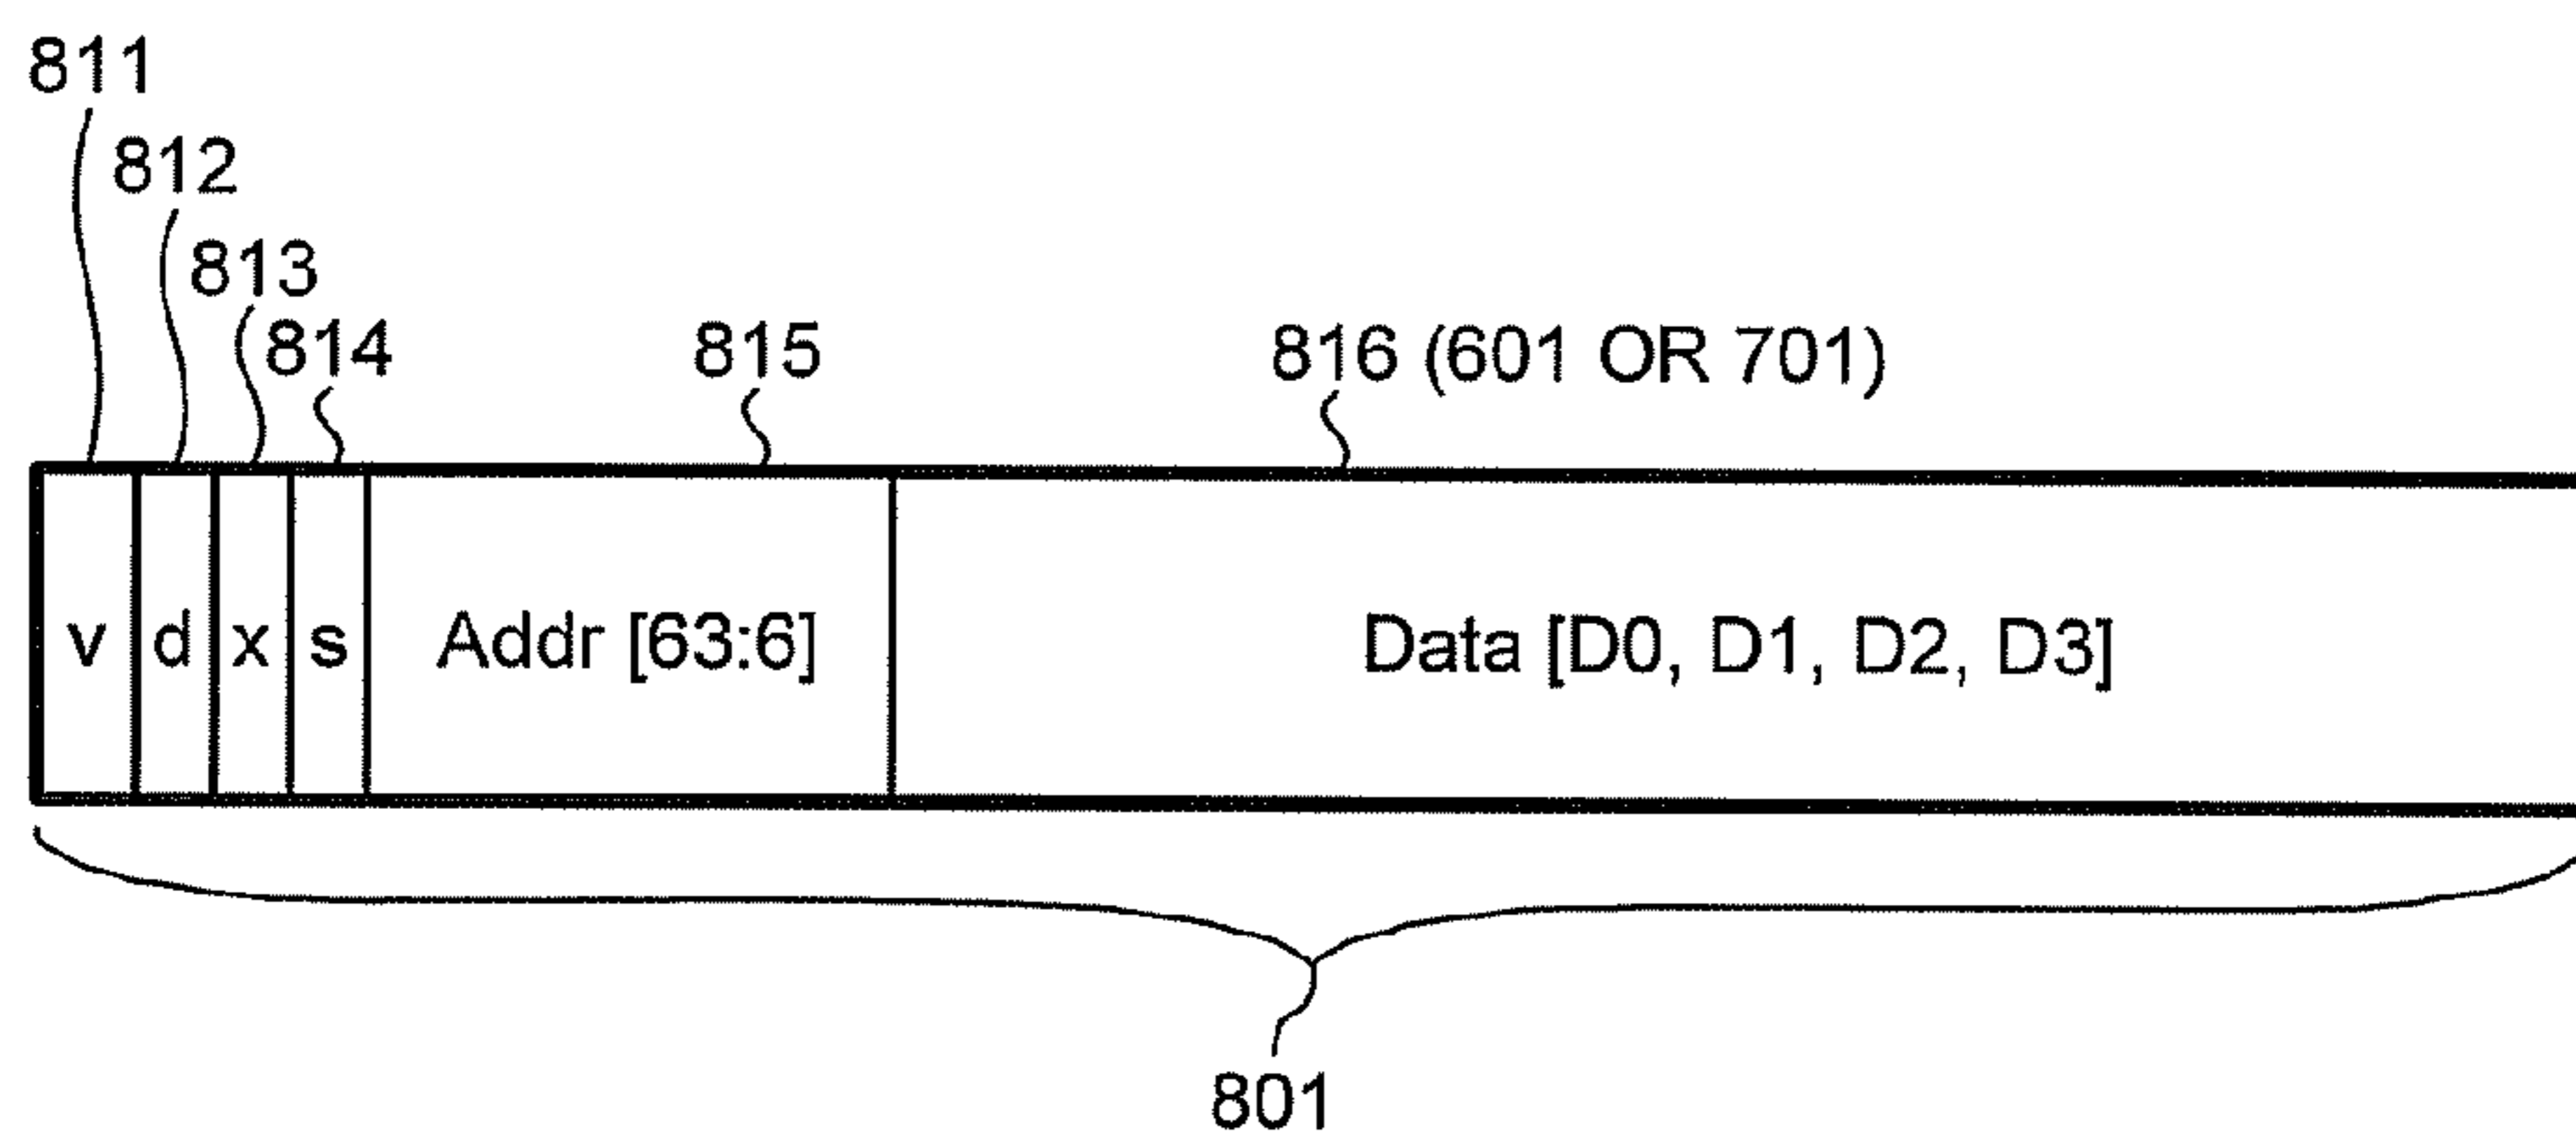 811
812
813
814
815
816 (601 OR 701)
v
d
x
s
Addr [63:6]
Data [D0, D1, D2, D3]
801